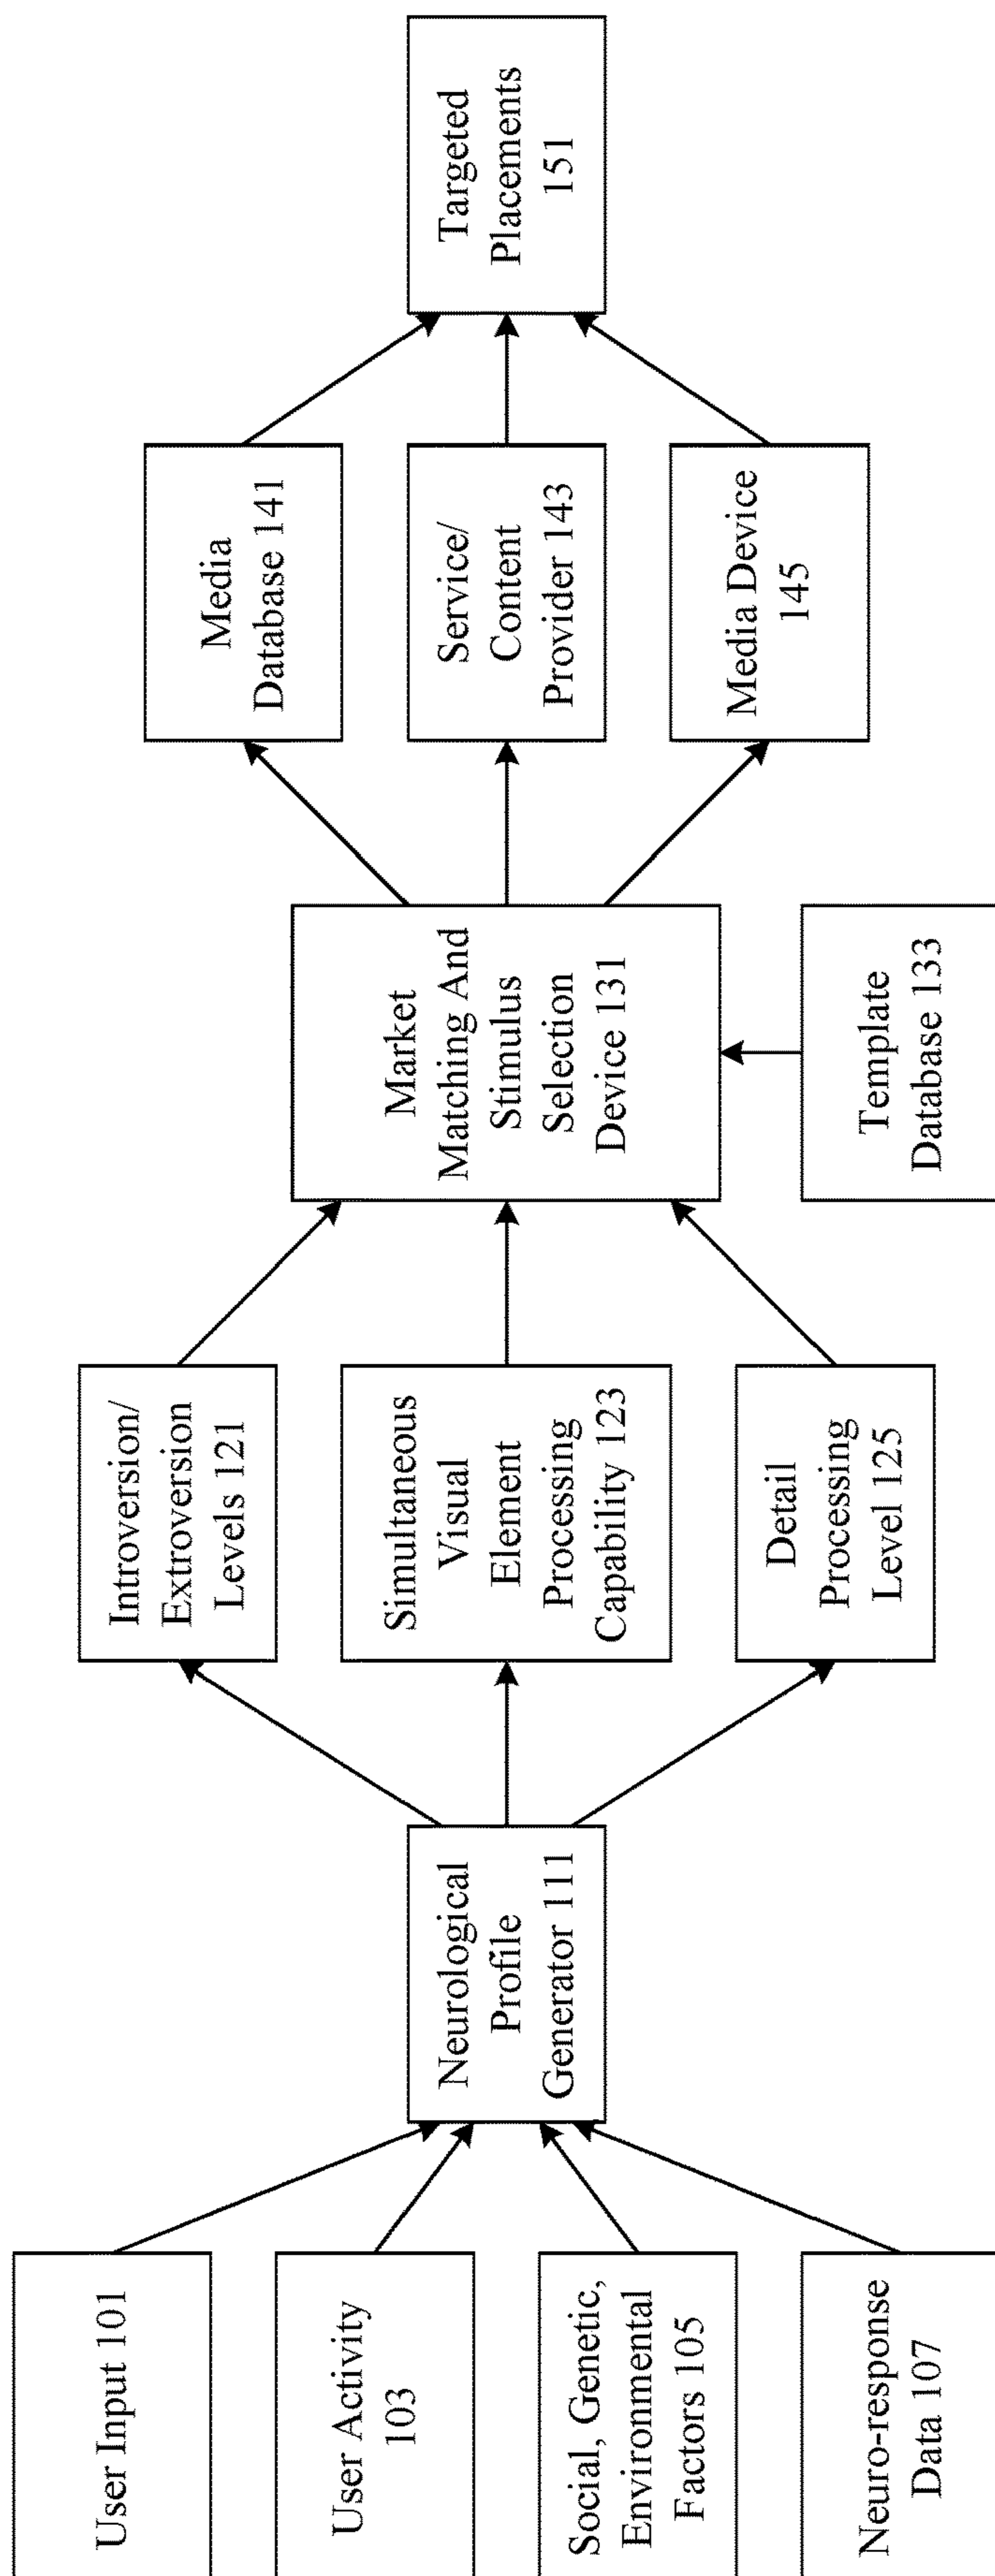 User Input 101
User Activity
103
Social, Genetic,
Environmental
Factors 105
Neuro-response
Data 107
Neurological
Profile
Generator 111
Introversion/
Extroversion
Levels 121
Simultaneous
Visual
Element
Processing
Capability 123
Detail
Processing
Level 125
Market
Matching And
Stimulus
Selection
Device 131
Template
Database 133
Media
Database 141
Service/
Content
Provider 143
Media Device
145
Targeted
Placements
151